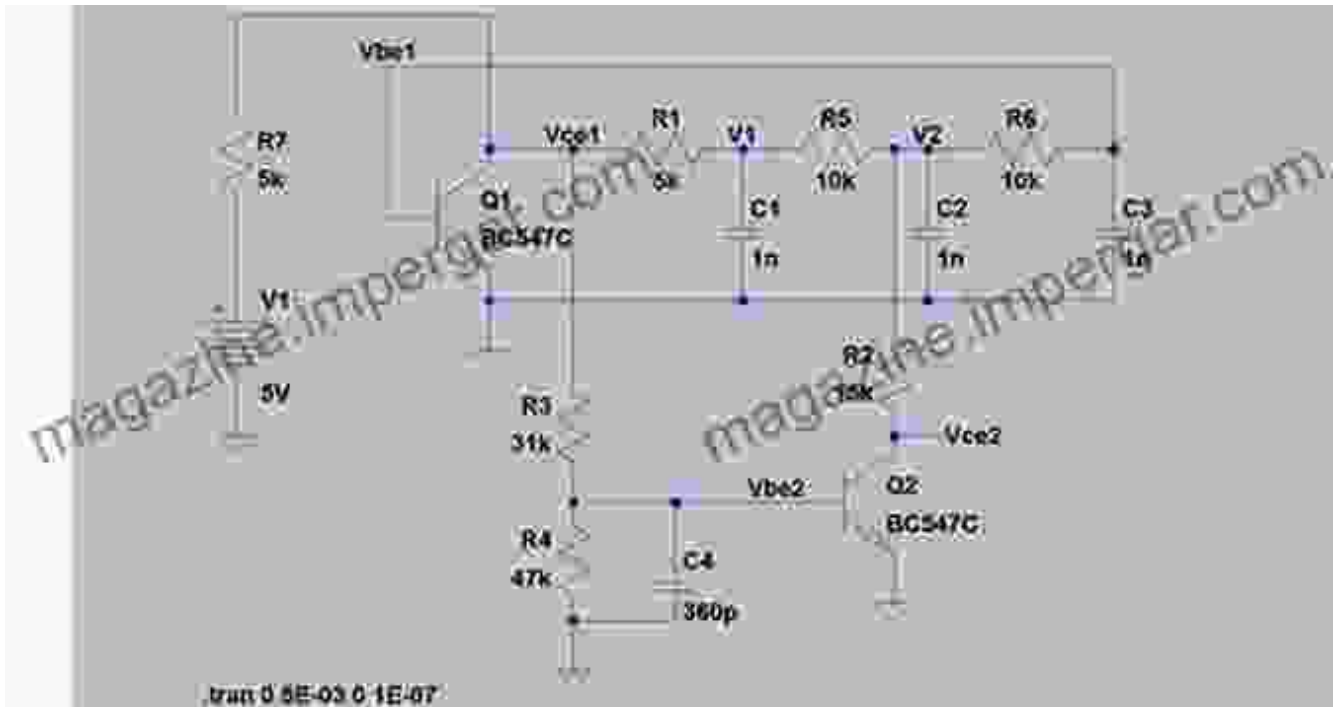 Vbe1
R7
5k
Vce1
R1
5k
V1
R5
10k
V2
R6
10k
Q1
BC547C
C1
1n
C2
1n
C3
1n
V1
5V
R2
R3
31k
Vce2
Vbe2
Q2
BC547C
R4
47k
C4
360p
magazine.impergar.com
magazine.impergar.com